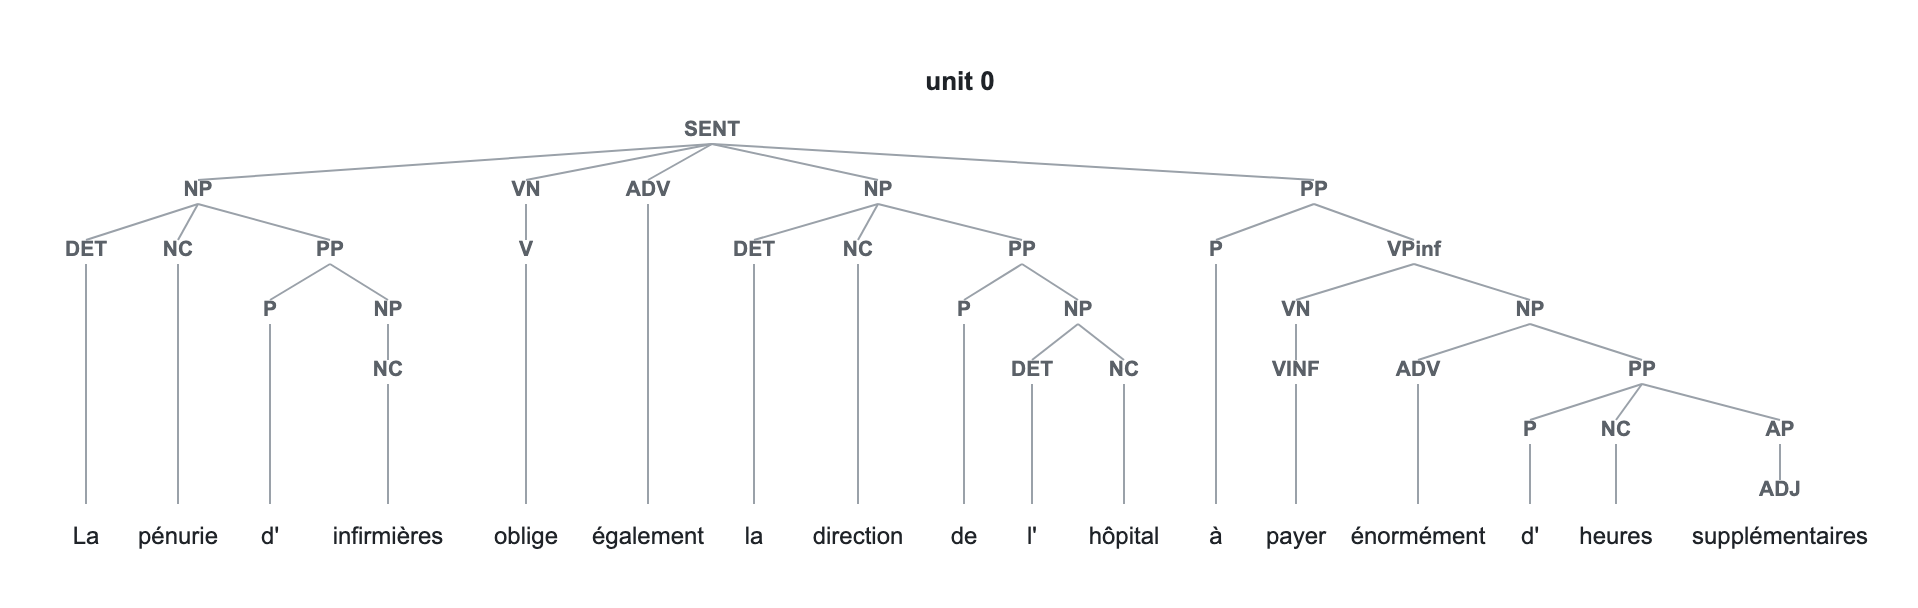 unit 0
SENT
NP VN ADV NP PP
DET NC PP V DET NC PP P VPinf
P NP P NP VN NP
NC DET NC VINF ADV PP
P NC AP
ADJ
La pénurie d' infirmières oblige également la direction de l' hôpital à payer énormément d' heures supplémentaires